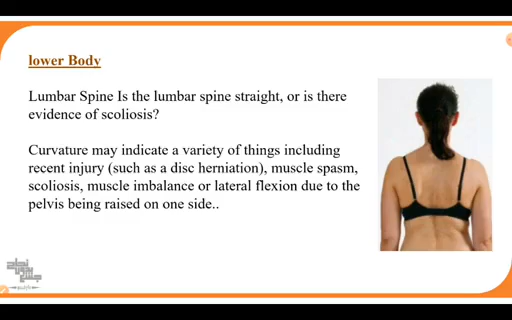 lower Body
Lumbar Spine Is the lumbar spine straight, or is there
evidence of scoliosis?
Curvature may indicate a variety of things including
recent injury (such as a disc herniation), muscle spasm,
scoliosis, muscle imbalance or lateral flexion due to the
pelvis being raised on one side..